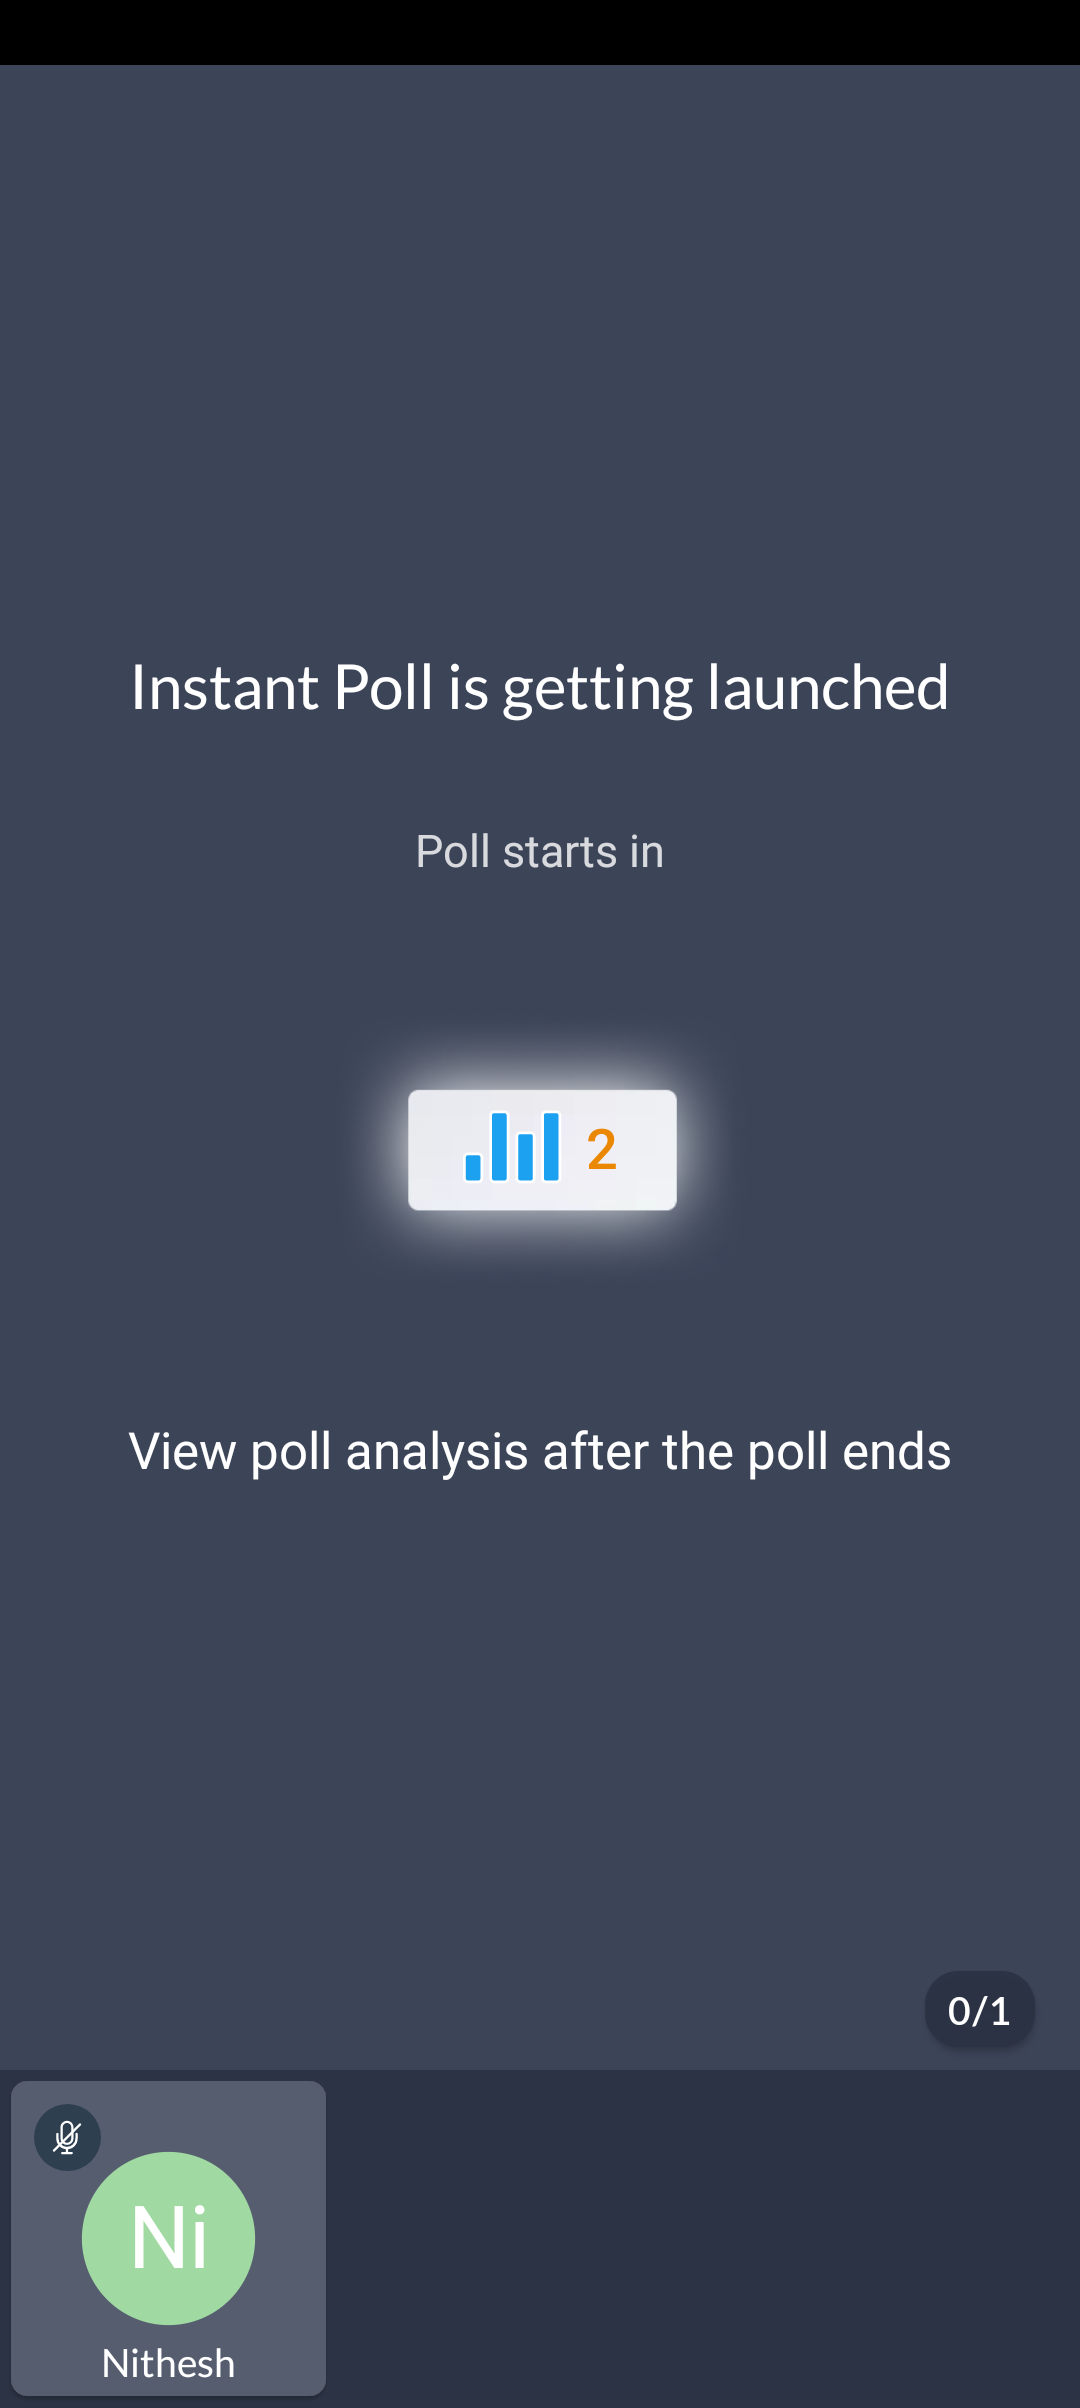 Instant Poll is getting launched
Poll starts in
2
View poll analysis after the poll ends
0/1
Ni
Nithesh